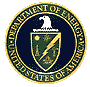 DEPARTMENT OF ENERGY
UNITED STATES OF AMERICA